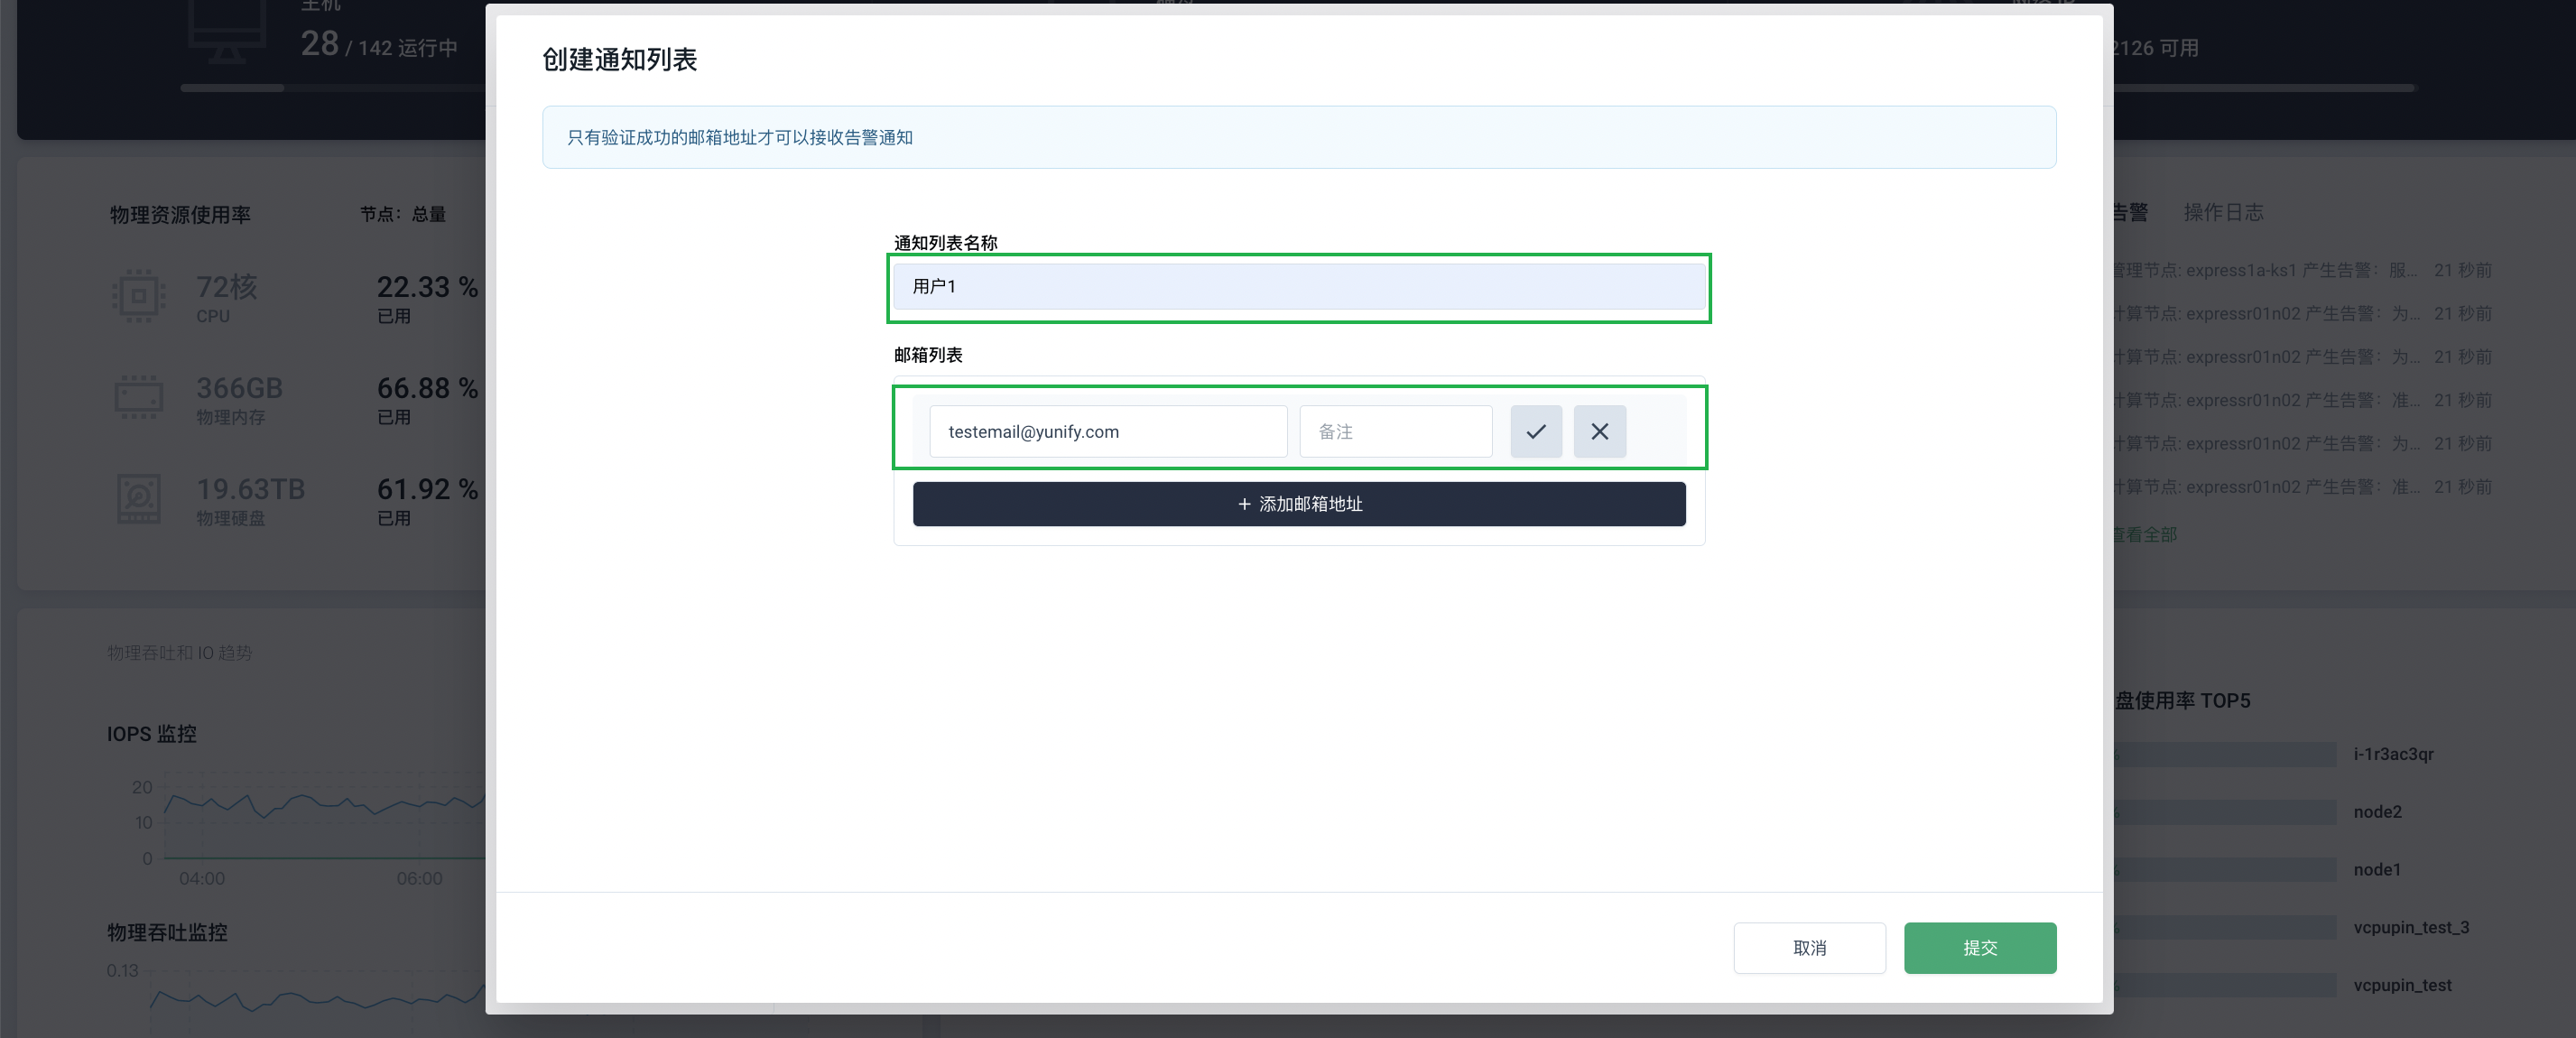 主机
28 / 142 运行中
2126 可用
创建通知列表
只有验证成功的邮箱地址才可以接收告警通知
通知列表名称
用户1
邮箱列表
testemail@yunify.com
备注
+ 添加邮箱地址
取消
提交
物理资源使用率
节点: 总量
72核
CPU
22.33 %
已用
366GB
物理内存
66.88 %
已用
19.63TB
物理硬盘
61.92 %
已用
告警
操作日志
管理节点: express1a-ks1 产生告警: 服... 21 秒前
计算节点: expressr01n02 产生告警: 为... 21 秒前
计算节点: expressr01n02 产生告警: 为... 21 秒前
计算节点: expressr01n02 产生告警: 准... 21 秒前
计算节点: expressr01n02 产生告警: 为... 21 秒前
计算节点: expressr01n02 产生告警: 准... 21 秒前
查看全部
物理吞吐和 IO 趋势
IOPS 监控
20
10
0
04:00
06:00
物理吞吐监控
0.13
盘使用率 TOP5
i-1r3ac3qr
node2
node1
vcpupin_test_3
vcpupin_test